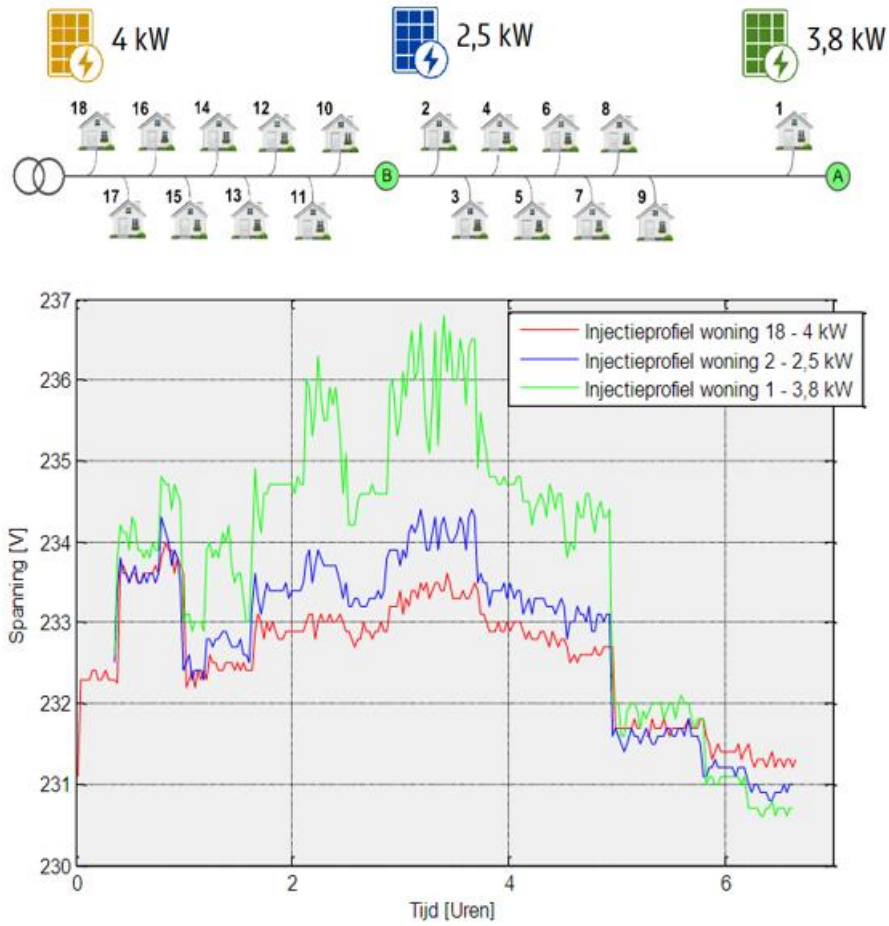 4 kW
2,5 kW
3,8 kW
18 16 14 12 10 2 4 6 8 1
B A
17 15 13 11 3 5 7 9
237
236
235
234
233
232
231
230
Spanning [V]
Injectieprofiel woning 18 - 4 kW
Injectieprofiel woning 2 - 2,5 kW
Injectieprofiel woning 1 - 3,8 kW
0 2 4 6
Tijd [Uren]